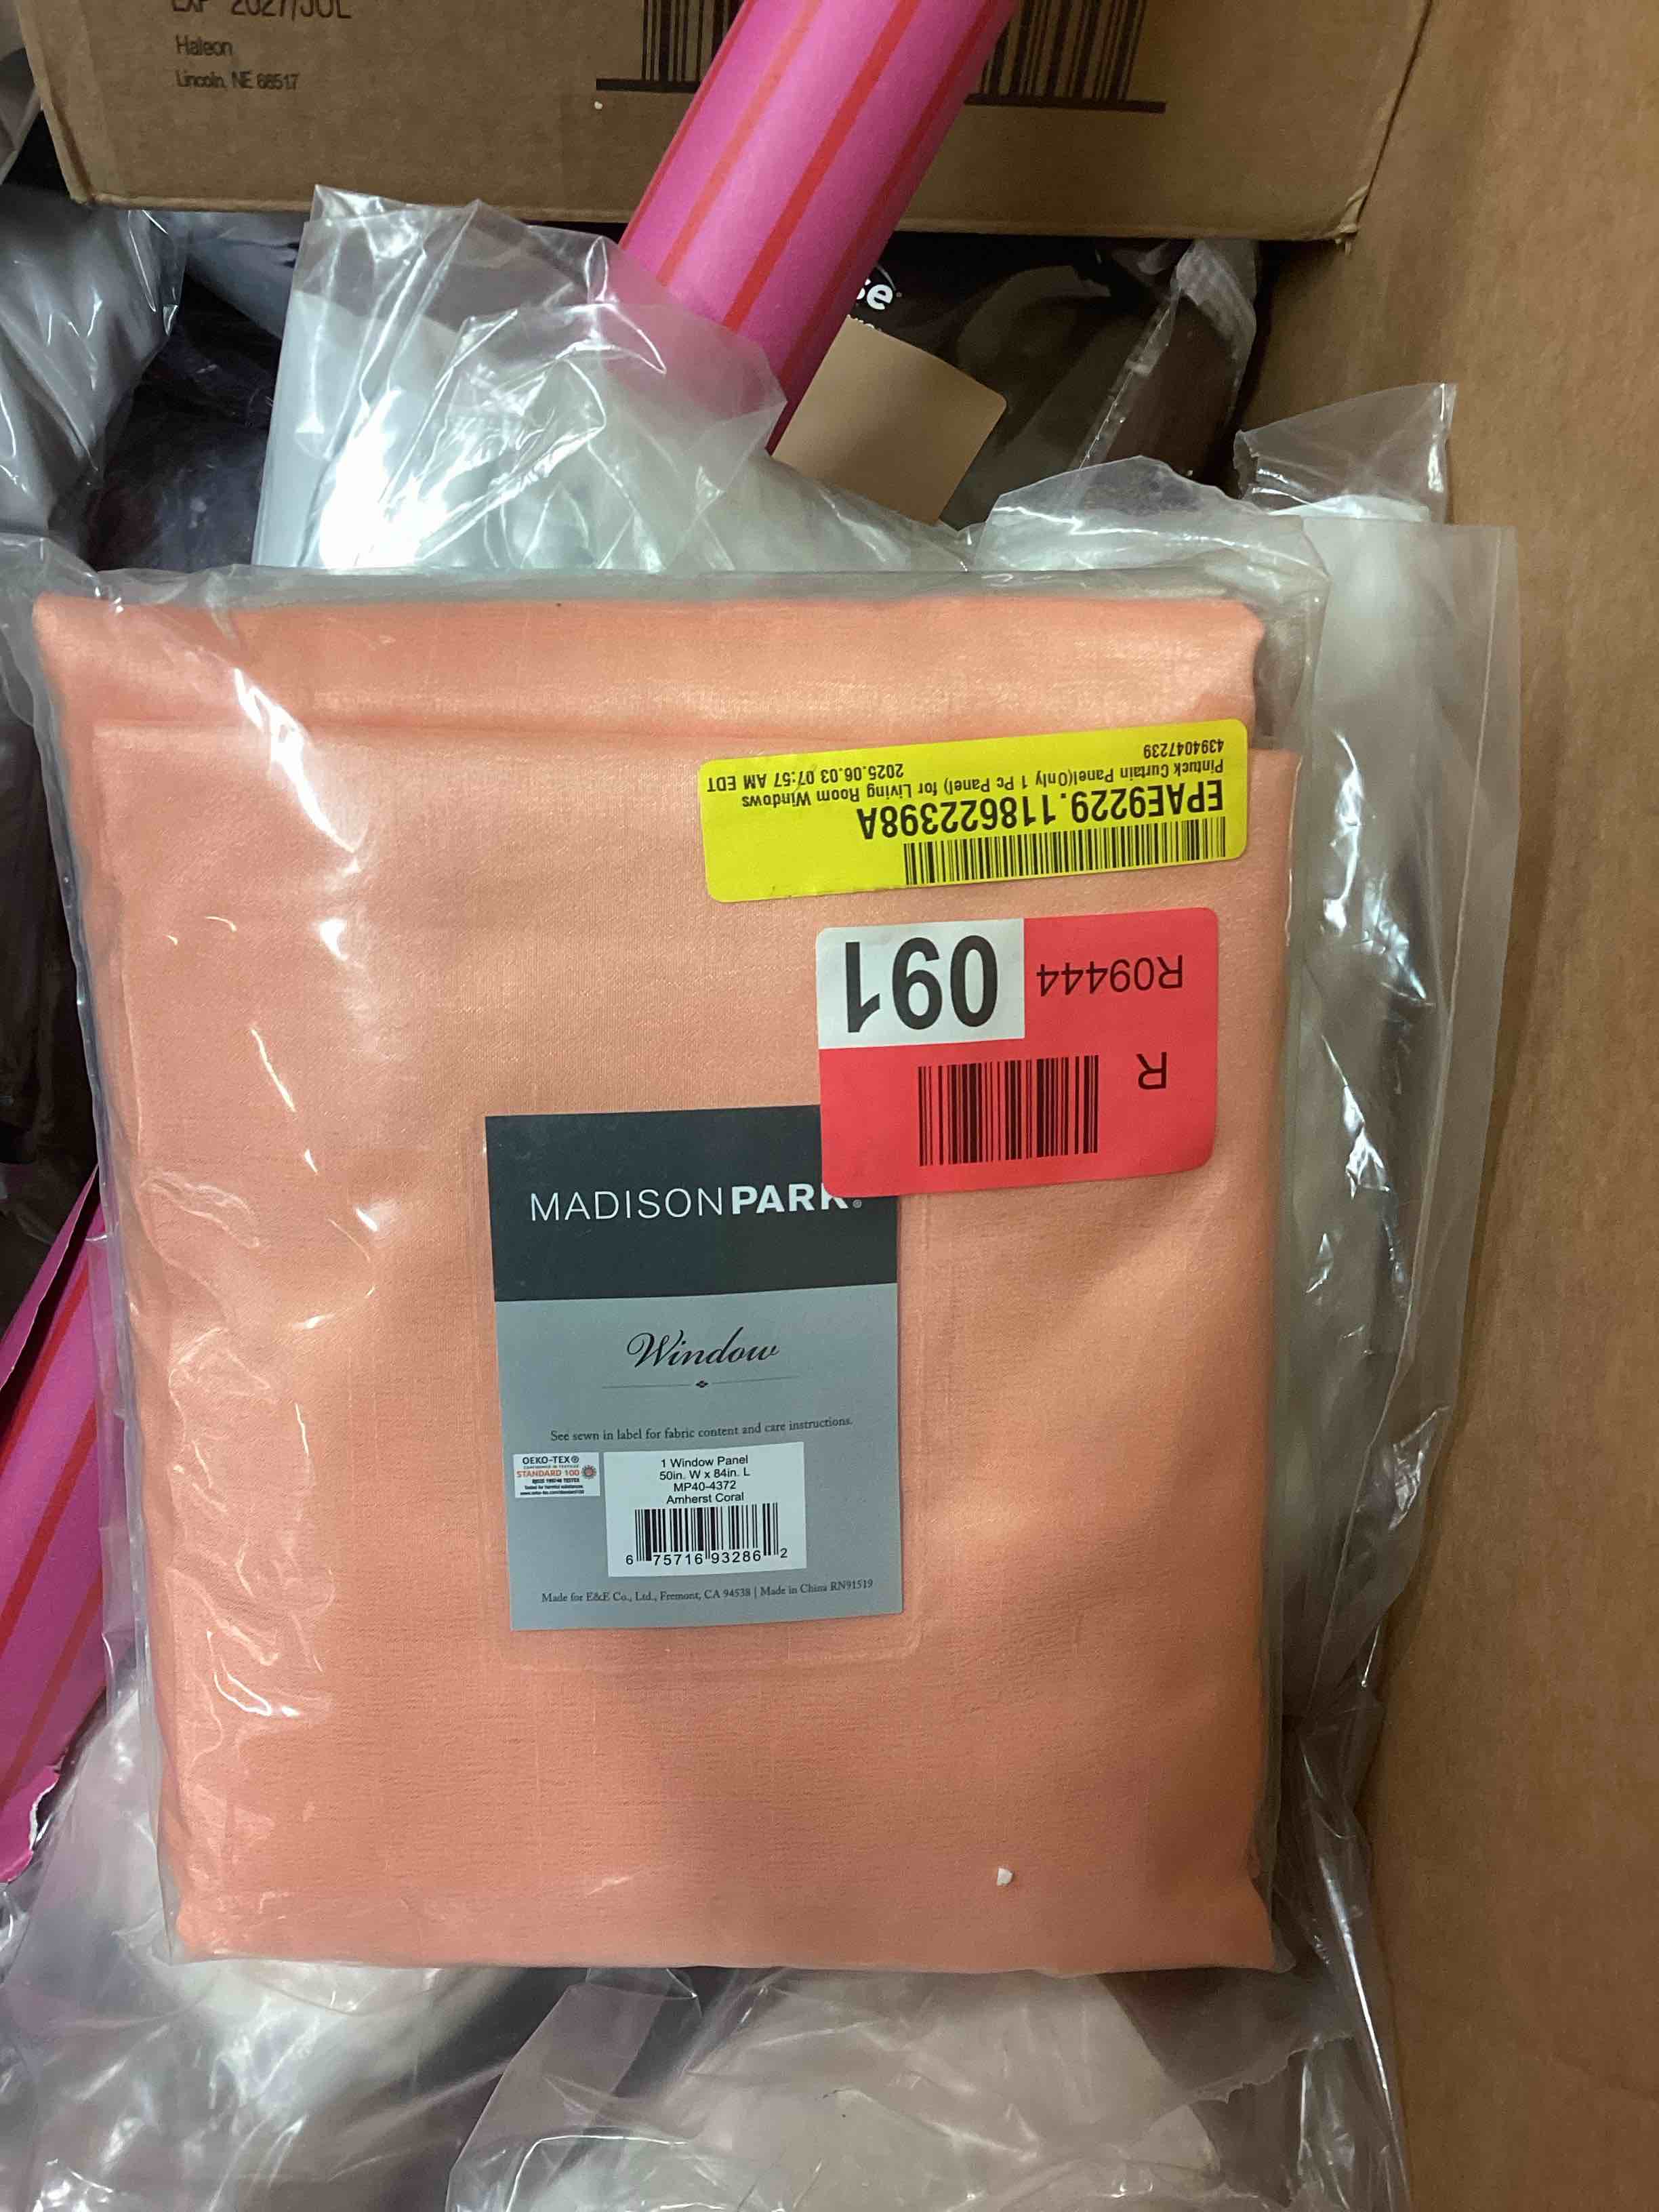 EXP 2027/JUL
Haleon
Lincoln, NE 68517
se
EPAE9229.118622398A
Pintuck Curtain Panel(Only 1 Pc Panel) for Living Room Windows
4394047239
2025.06.03 07:57 AM EDT
R
R09444
091
MADISON PARK®
Window
See sewn in label for fabric content and care instructions.
OEKO-TEX®
STANDARD 100
1 Window Panel
50in. W x 84in. L
MP40-4372
Amherst Coral
6 75716 93286 2
Made for E&E Co., Ltd., Fremont, CA 94538 | Made in China RN91519